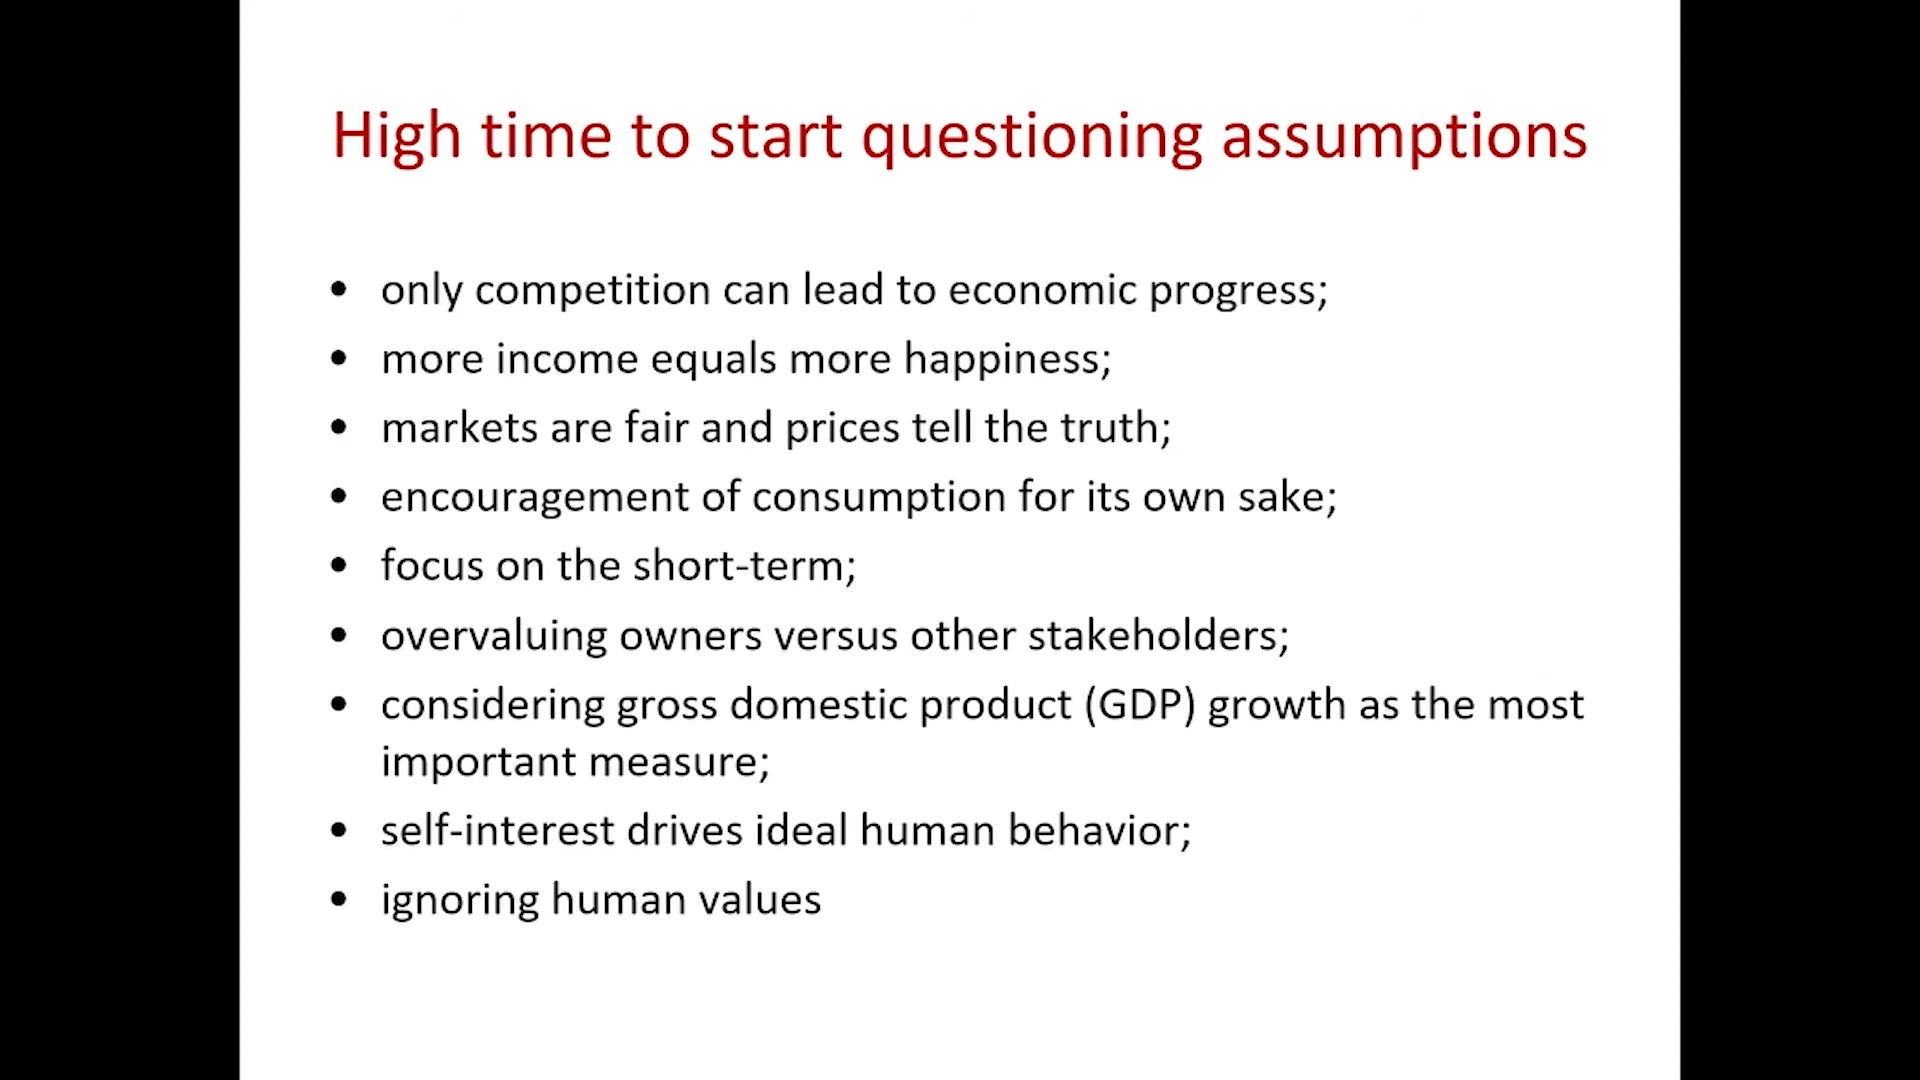 High time to start questioning assumptions
• only competition can lead to economic progress;
• more income equals more happiness;
• markets are fair and prices tell the truth;
• encouragement of consumption for its own sake;
• focus on the short-term;
• overvaluing owners versus other stakeholders;
• considering gross domestic product (GDP) growth as the most
important measure;
• self-interest drives ideal human behavior;
• ignoring human values